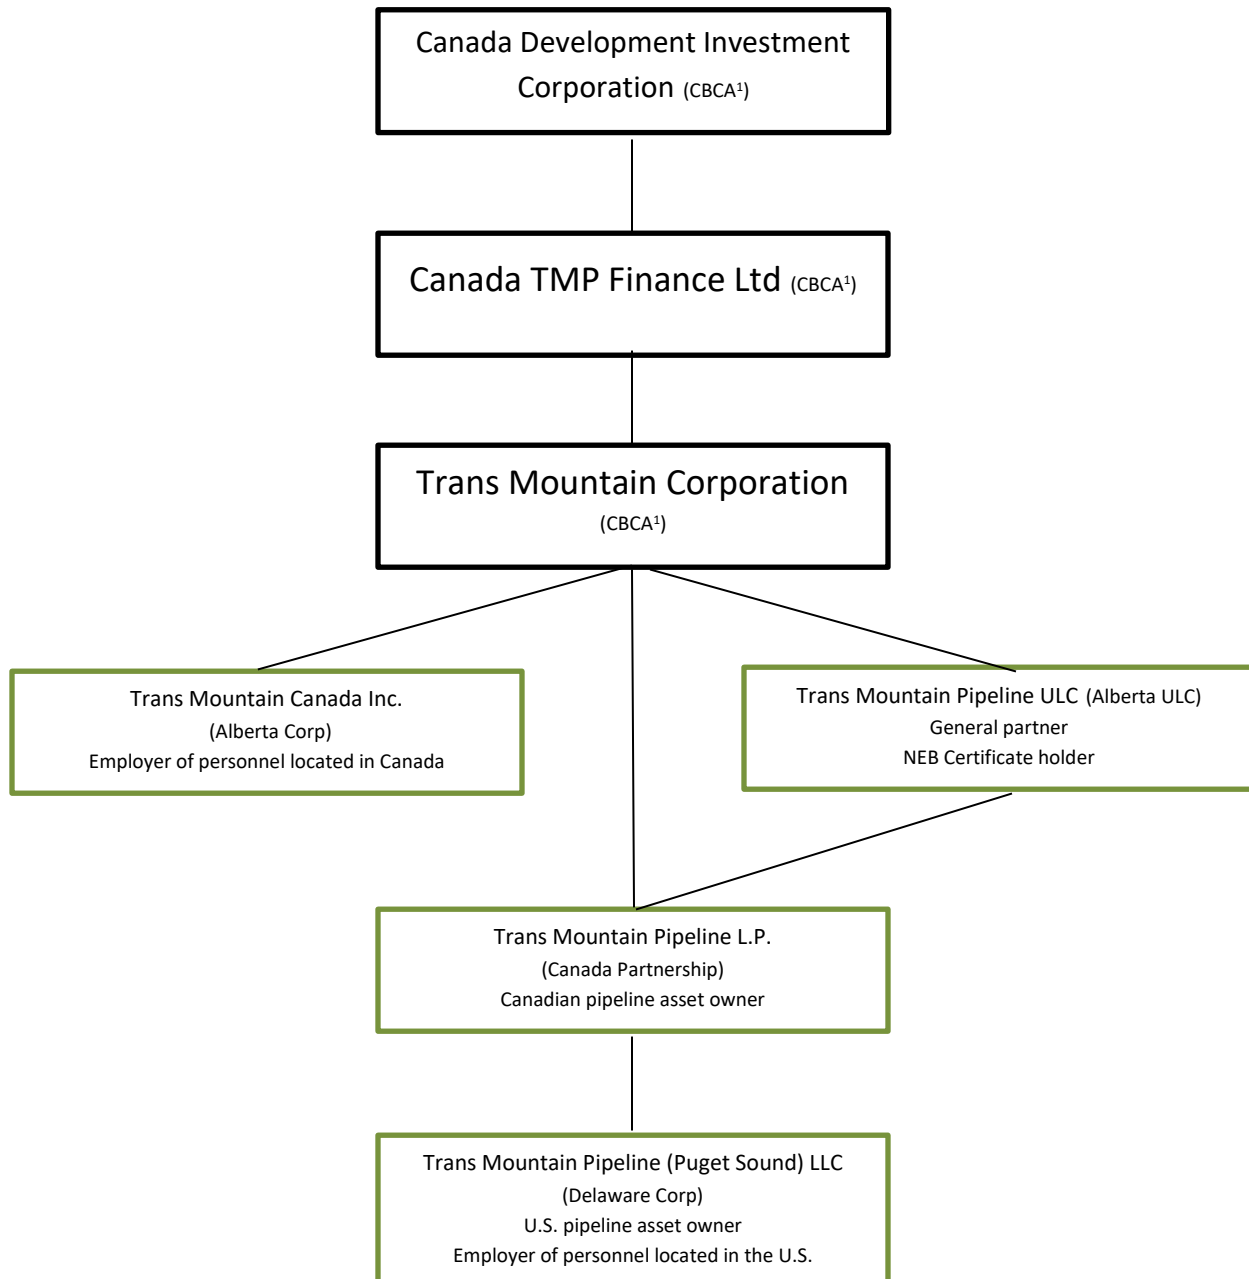 Canada Development Investment
Corporation (CBCA¹)
Canada TMP Finance Ltd (CBCA¹)
Trans Mountain Corporation
(CBCA¹)
Trans Mountain Canada Inc.
(Alberta Corp)
Employer of personnel located in Canada
Trans Mountain Pipeline ULC (Alberta ULC)
General partner
NEB Certificate holder
Trans Mountain Pipeline L.P.
(Canada Partnership)
Canadian pipeline asset owner
Trans Mountain Pipeline (Puget Sound) LLC
(Delaware Corp)
U.S. pipeline asset owner
Employer of personnel located in the U.S.